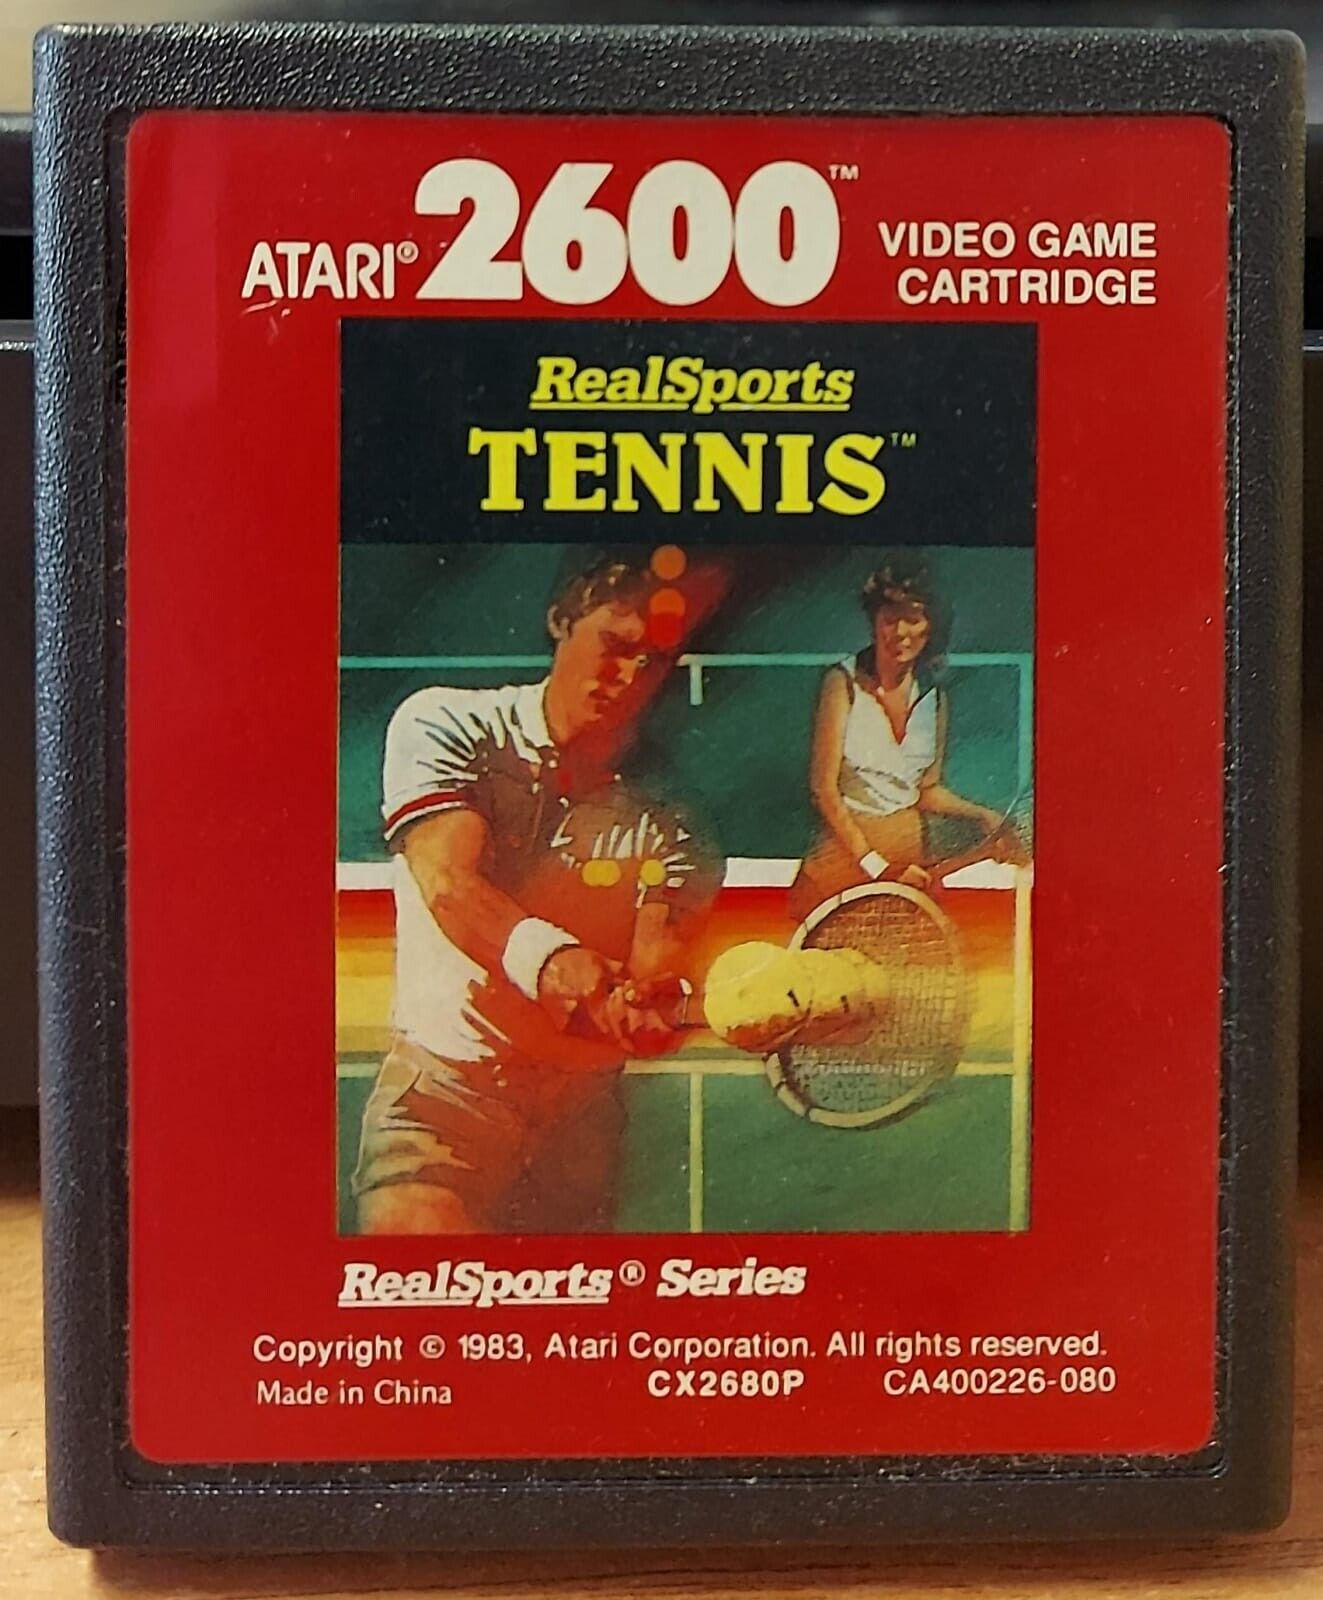 ATARI® 2600™ VIDEO GAME
CARTRIDGE
RealSports
TENNIS™
RealSports® Series
Copyright © 1983, Atari Corporation. All rights reserved.
Made in China CX2680P CA400226-080